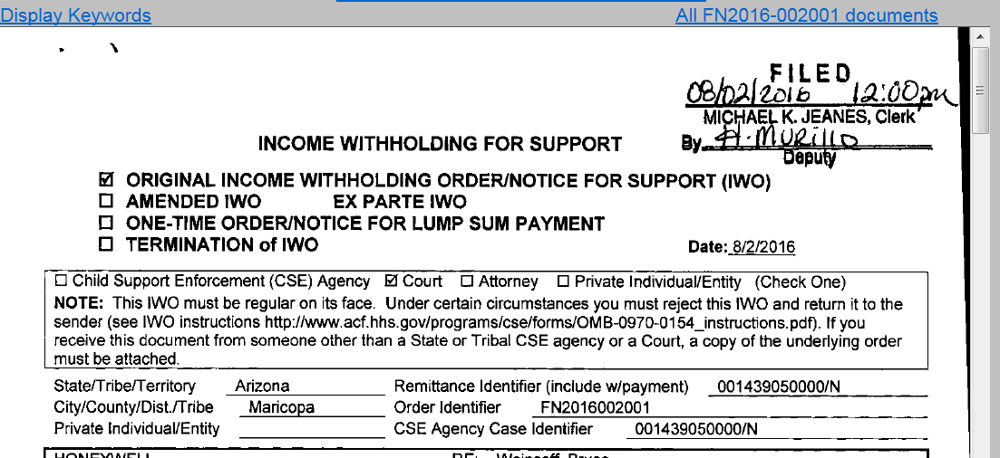 Display Keywords All FN2016-002001 documents
FILED
08/02/2016 12:00pm
MICHAEL K. JEANES, Clerk
By H. MURILLO
Deputy
INCOME WITHHOLDING FOR SUPPORT
☑ ORIGINAL INCOME WITHHOLDING ORDER/NOTICE FOR SUPPORT (IWO)
☐ AMENDED IWO EX PARTE IWO
☐ ONE-TIME ORDER/NOTICE FOR LUMP SUM PAYMENT
☐ TERMINATION of IWO Date: 8/2/2016
☐ Child Support Enforcement (CSE) Agency ☑ Court ☐ Attorney ☐ Private Individual/Entity (Check One)
NOTE: This IWO must be regular on its face. Under certain circumstances you must reject this IWO and return it to the
sender (see IWO instructions http://www.acf.hhs.gov/programs/cse/forms/OMB-0970-0154_instructions.pdf). If you
receive this document from someone other than a State or Tribal CSE agency or a Court, a copy of the underlying order
must be attached.
State/Tribe/Territory Arizona Remittance Identifier (include w/payment) 001439050000/N
City/County/Dist./Tribe Maricopa Order Identifier FN2016002001
Private Individual/Entity CSE Agency Case Identifier 001439050000/N
HONEYWELL RE: